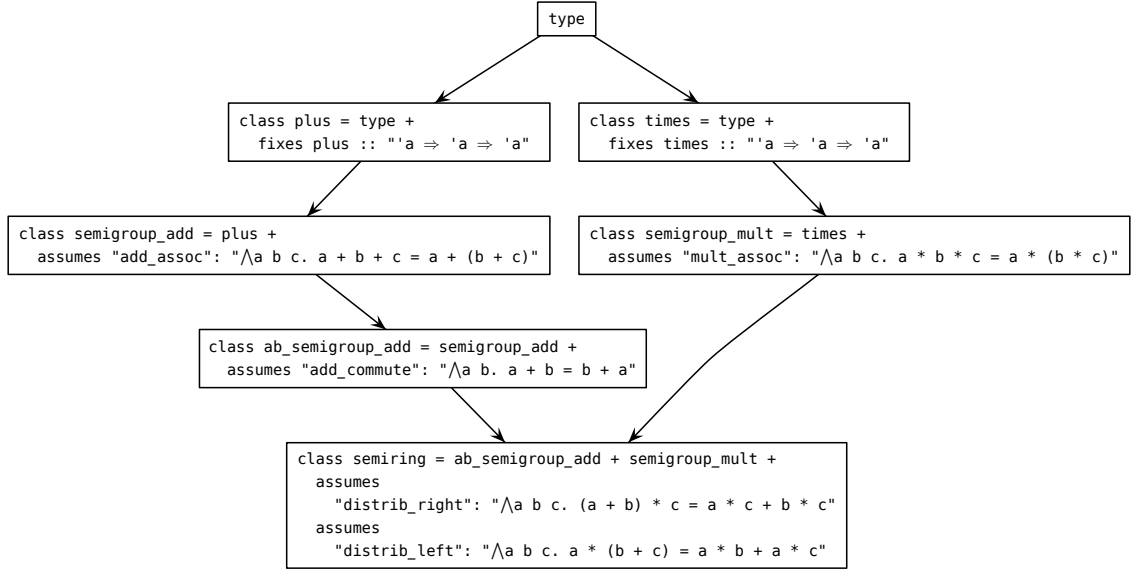 type
class plus = type +
  fixes plus :: "'a ⇒ 'a ⇒ 'a"
class times = type +
  fixes times :: "'a ⇒ 'a ⇒ 'a"
class semigroup_add = plus +
  assumes "add_assoc": "⋀a b c. a + b + c = a + (b + c)"
class semigroup_mult = times +
  assumes "mult_assoc": "⋀a b c. a * b * c = a * (b * c)"
class ab_semigroup_add = semigroup_add +
  assumes "add_commute": "⋀a b. a + b = b + a"
class semiring = ab_semigroup_add + semigroup_mult +
  assumes
    "distrib_right": "⋀a b c. (a + b) * c = a * c + b * c"
  assumes
    "distrib_left": "⋀a b c. a * (b + c) = a * b + a * c"